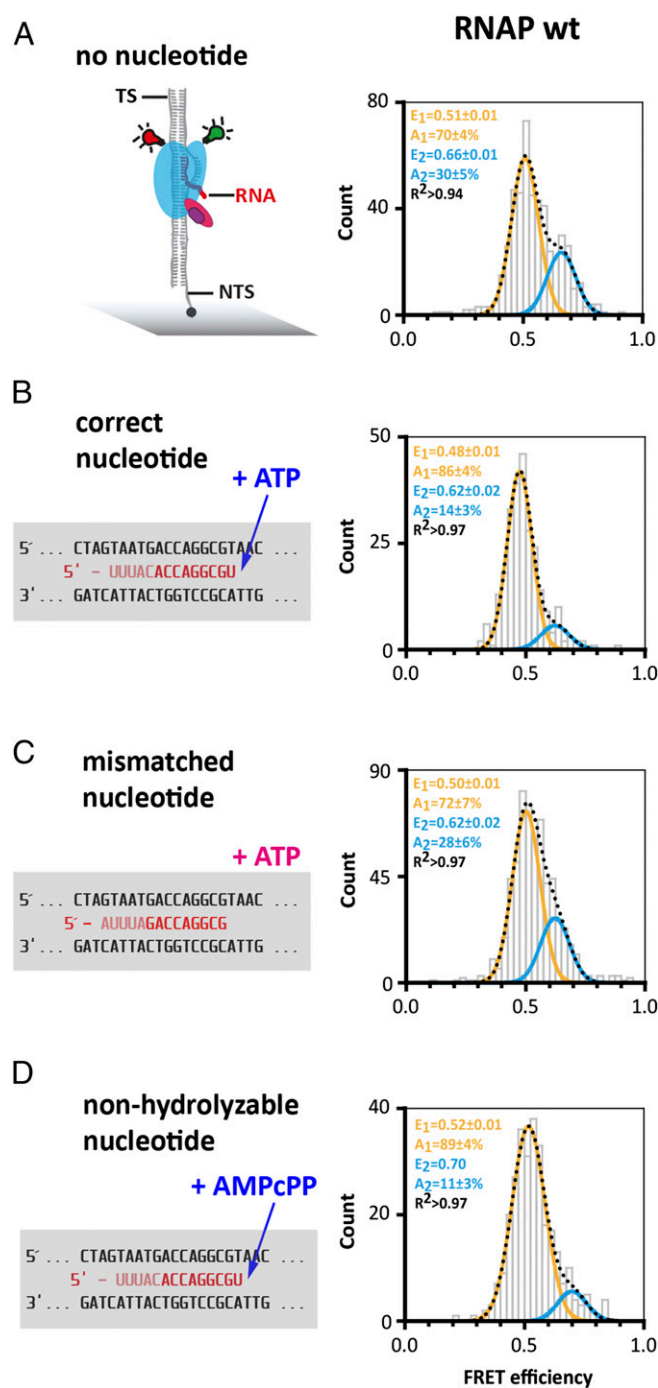 RNAP wt
A
no nucleotide
TS
RNA
NTS
80
40
0
Count
E1=0.51±0.01
A1=70±4%
E2=0.66±0.01
A2=30±5%
R²>0.94
0.0 0.5 1.0
B
correct
nucleotide
+ ATP
5´ ... CTAGTAATGACCAGGCGTAAC ...
5' - UUUACACCAGGCGU
3' ... GATCATTACTGGTCCGCATTG ...
50
25
0
Count
E1=0.48±0.01
A1=86±4%
E2=0.62±0.02
A2=14±3%
R²>0.97
0.0 0.5 1.0
C
mismatched
nucleotide
+ ATP
5´ ... CTAGTAATGACCAGGCGTAAC ...
5´- AUUUAGACCAGGCG
3' ... GATCATTACTGGTCCGCATTG ...
90
45
0
Count
E1=0.50±0.01
A1=72±7%
E2=0.62±0.02
A2=28±6%
R²>0.97
0.0 0.5 1.0
D
non-hydrolyzable
nucleotide
+ AMPcPP
5´ ... CTAGTAATGACCAGGCGTAAC ...
5' - UUUACACCAGGCGU
3' ... GATCATTACTGGTCCGCATTG ...
40
20
0
Count
E1=0.52±0.01
A1=89±4%
E2=0.70
A2=11±3%
R²>0.97
0.0 0.5 1.0
FRET efficiency